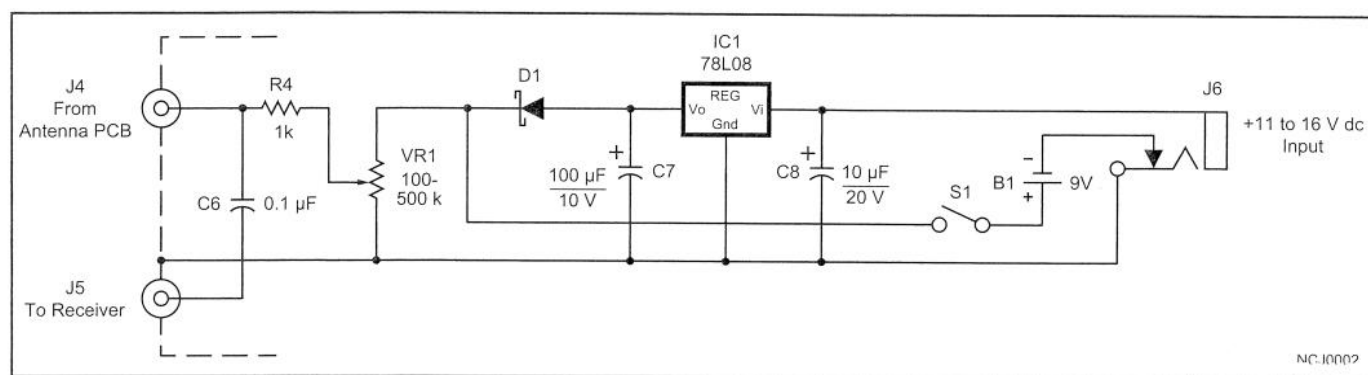 J4
From
Antenna PCB
R4
1k
C6
0.1 µF
VR1
100-
500 k
D1
IC1
78L08
REG
Vo
Vi
Gnd
+
100 µF
10 V
C7
+
C8
10 µF
20 V
S1
B1
-
+
9V
J6
+11 to 16 V dc
Input
J5
To Receiver
NCJ0002